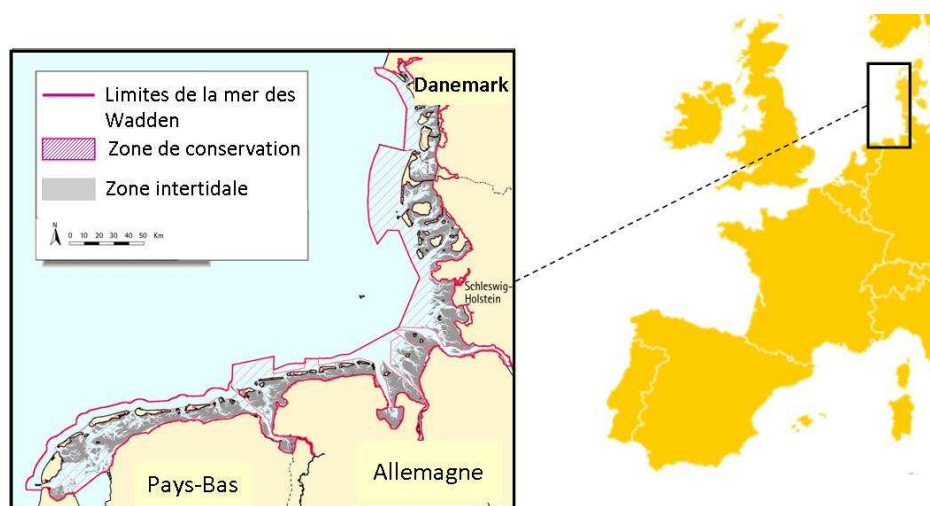 Danemark
Limites de la mer des
Wadden
Zone de conservation
Zone intertidale
N
0 10 20 30 40 50 Km
Schleswig-
Holstein
Pays-Bas
Allemagne